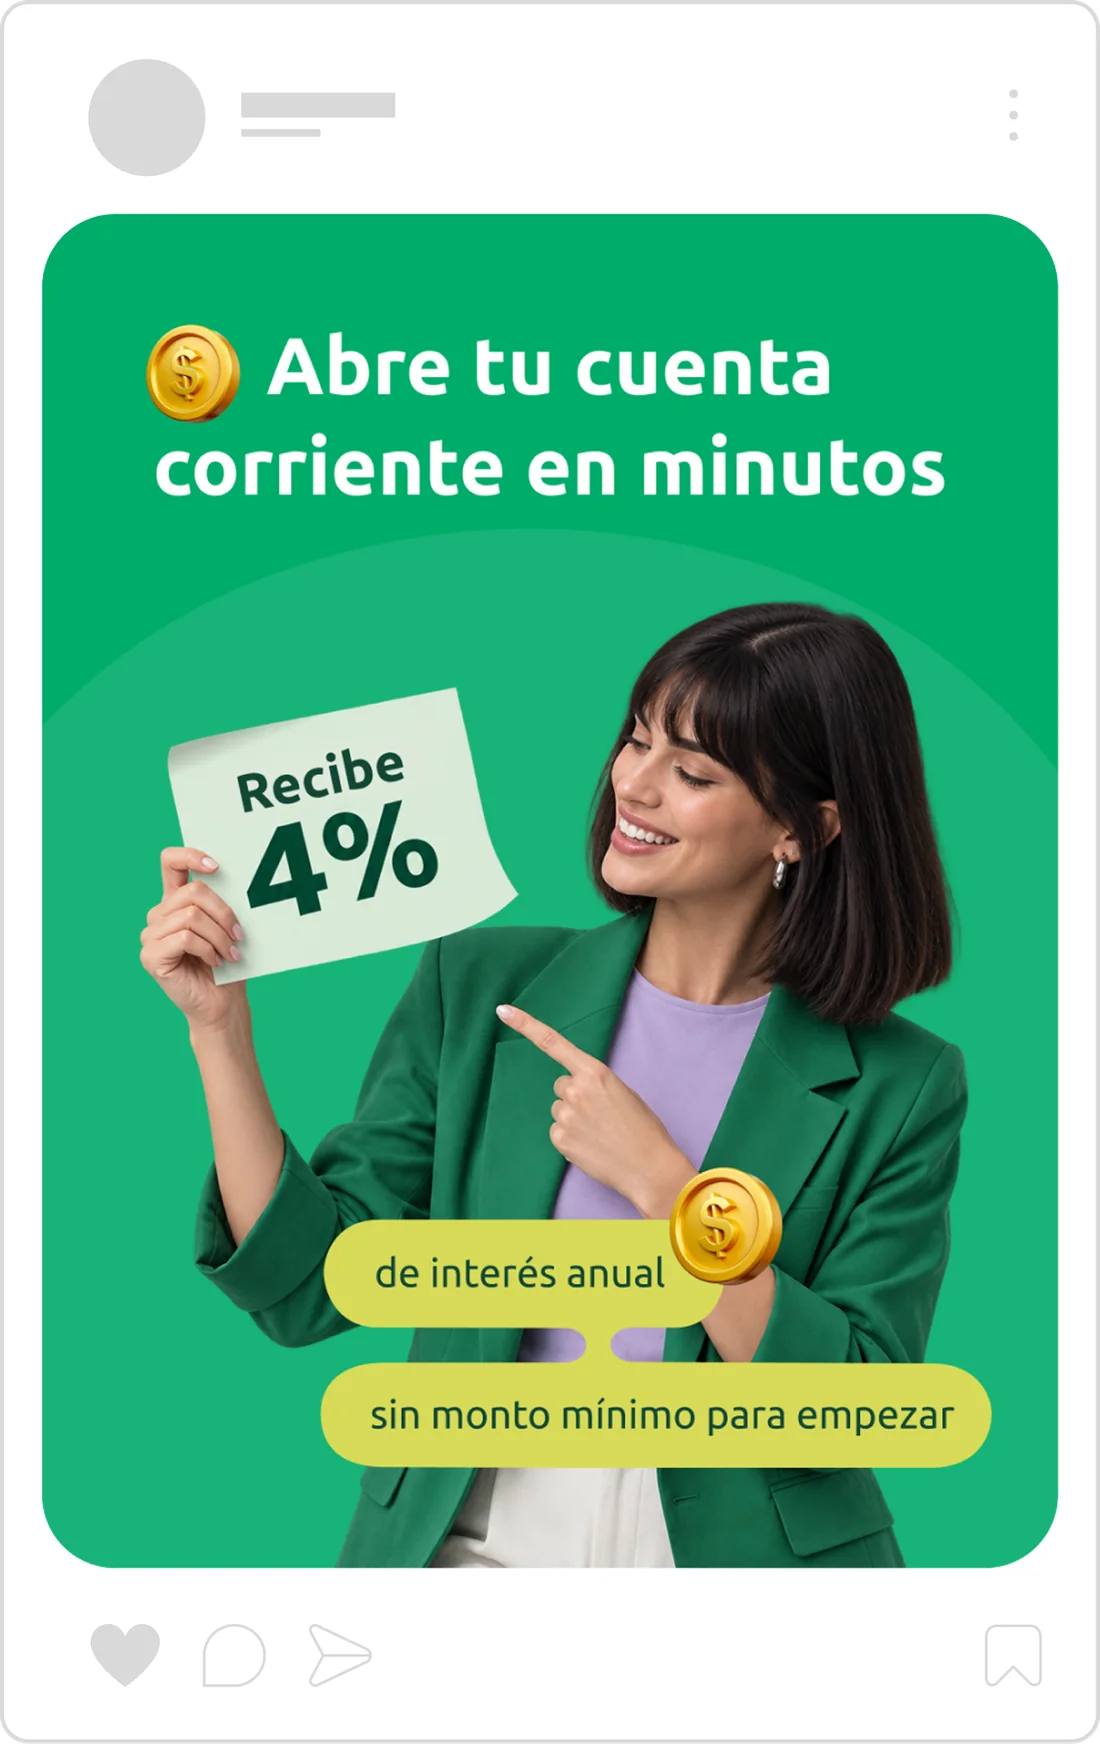 Abre tu cuenta
corriente en minutos
Recibe
4%
de interés anual
sin monto mínimo para empezar